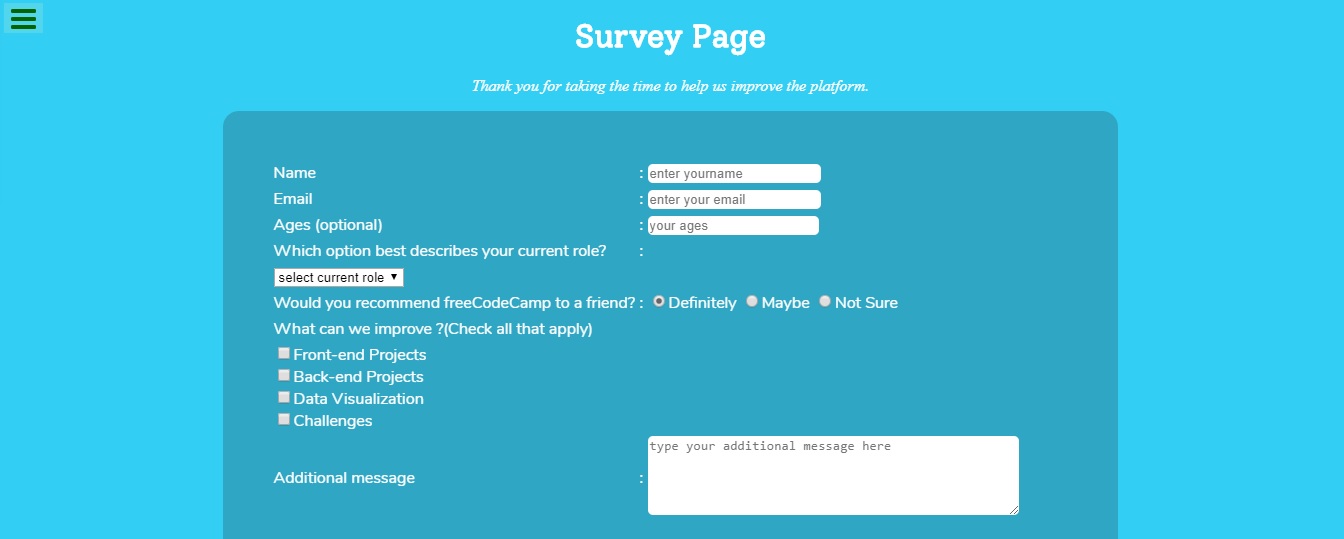 Survey Page
Thank you for taking the time to help us improve the platform.
Name : enter yourname
Email : enter your email
Ages (optional) : your ages
Which option best describes your current role? :
select current role
Would you recommend freeCodeCamp to a friend? : Definitely Maybe Not Sure
What can we improve ?(Check all that apply)
Front-end Projects
Back-end Projects
Data Visualization
Challenges
type your additional message here
Additional message :